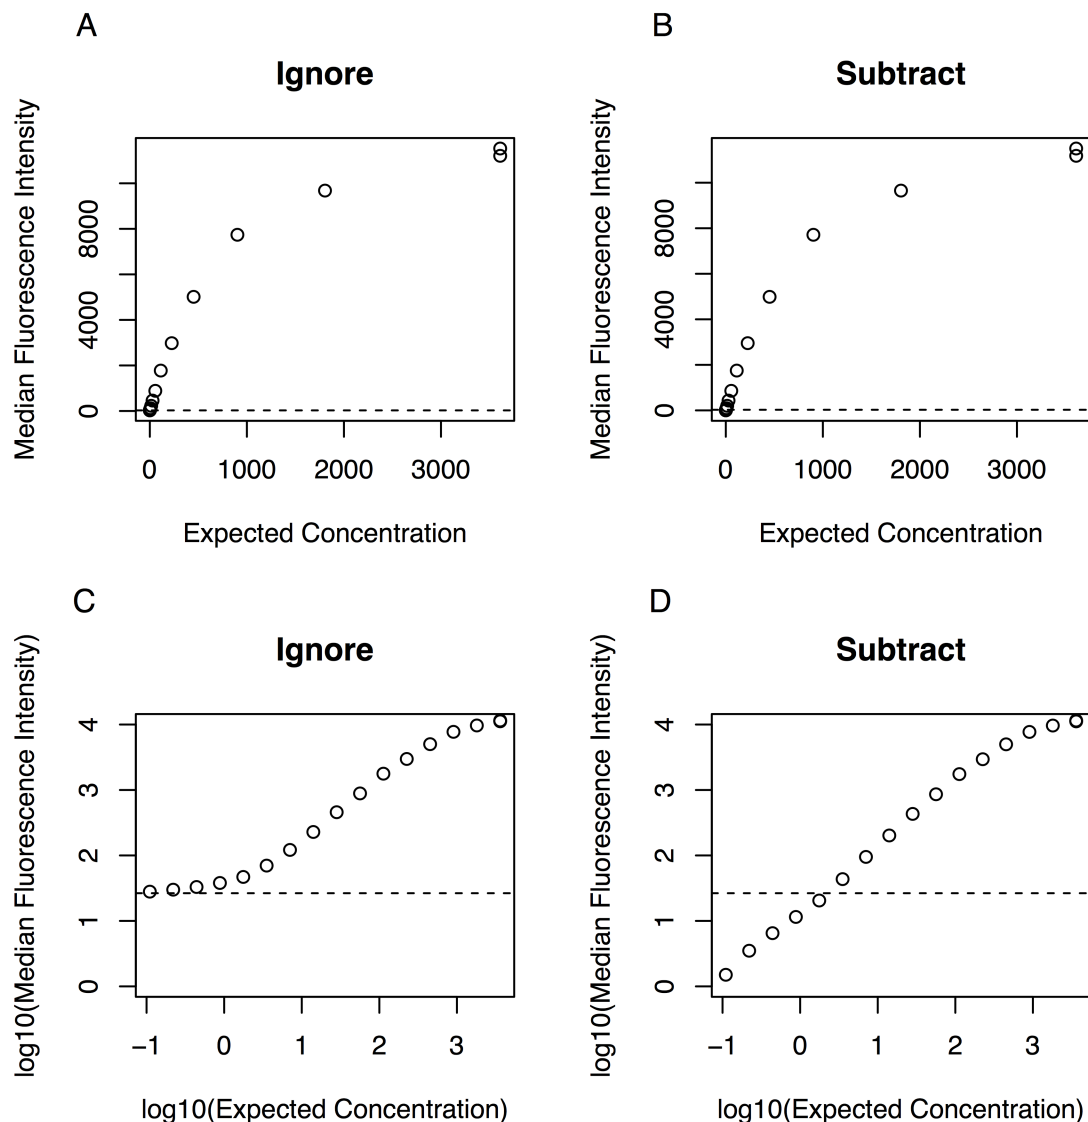 A
Ignore
Median Fluorescence Intensity
0 4000 8000
0 1000 2000 3000
Expected Concentration
B
Subtract
Median Fluorescence Intensity
0 4000 8000
0 1000 2000 3000
Expected Concentration
C
Ignore
log10(Median Fluorescence Intensity)
0 1 2 3 4
−1 0 1 2 3
log10(Expected Concentration)
D
Subtract
log10(Median Fluorescence Intensity)
0 1 2 3 4
−1 0 1 2 3
log10(Expected Concentration)